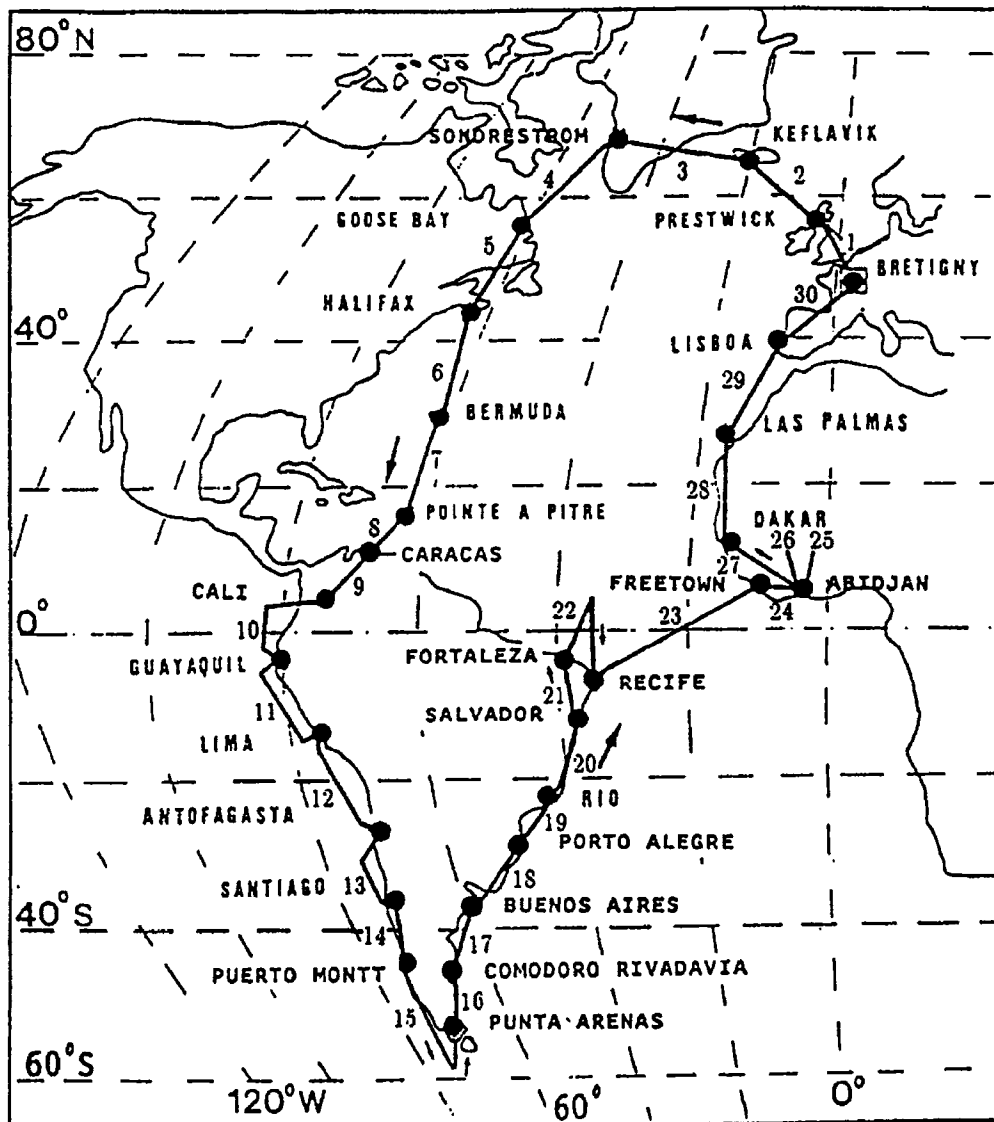 80°N
SONDRESTROM
KEFLAVIK
4
3
2
GOOSE BAY
PRESTWICK
1
5
BRETIGNY
30
HALIFAX
40°
LISBOA
6
29
BERMUDA
LAS PALMAS
7
28
POINTE A PITRE
DAKAR
8
26
25
CARACAS
27
CALI
9
FREETOWN
ABIDJAN
22
23
24
0°
10
FORTALEZA
GUAYAQUIL
RECIFE
21
11
SALVADOR
LIMA
20
12
RIO
ANTOFAGASTA
19
PORTO ALEGRE
SANTIAGO
13
18
40°S
BUENOS AIRES
14
17
PUERTO MONTT
COMODORO RIVADAVIA
15
16
PUNTA ARENAS
60°S
120°W
60°
0°